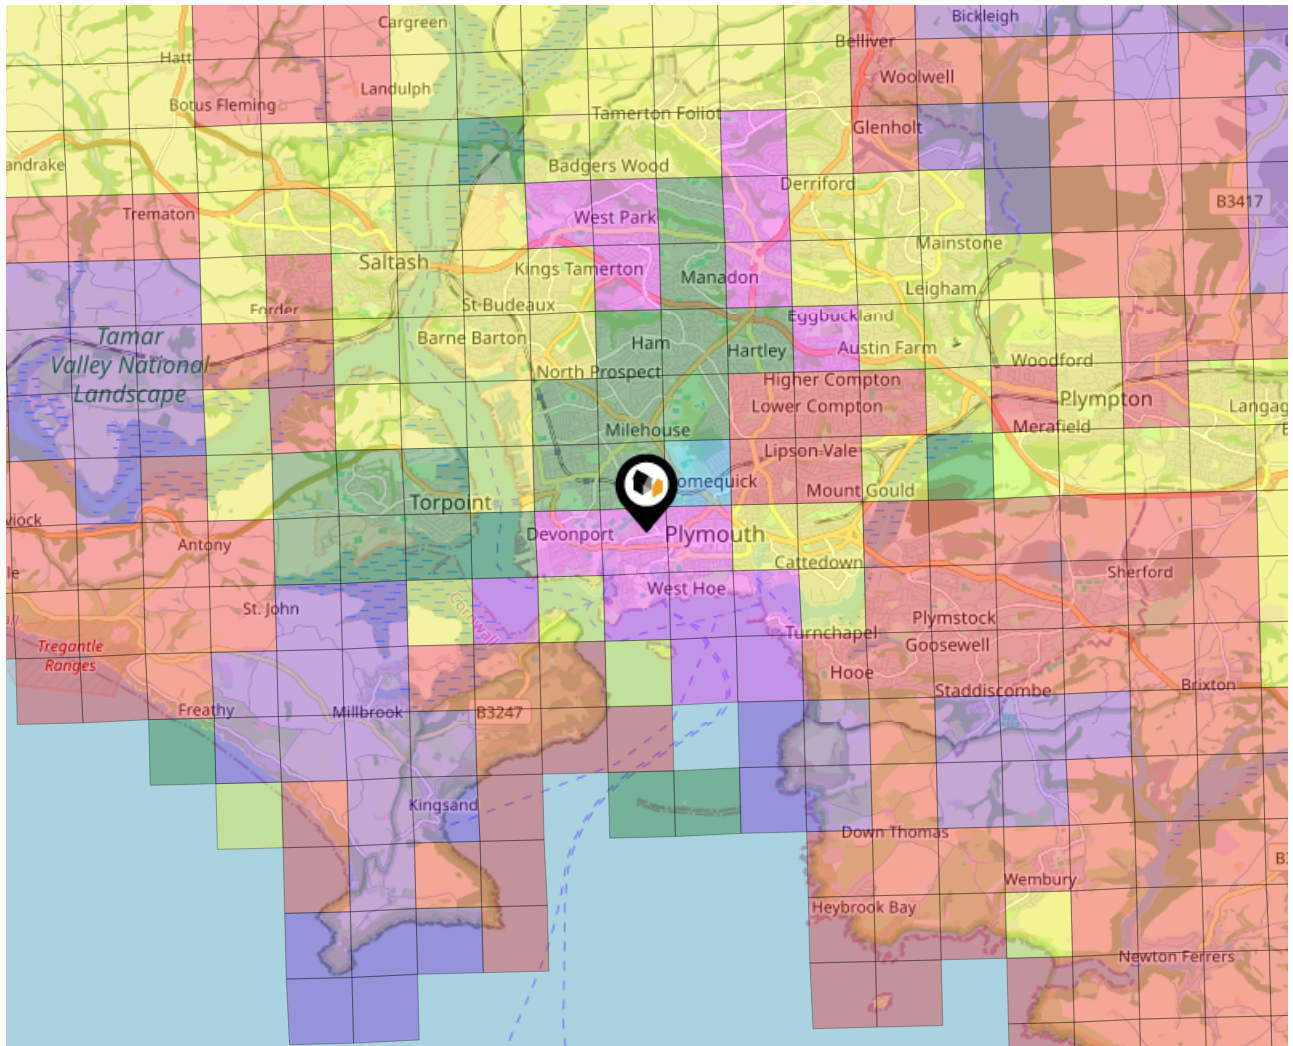 Cargreen
Bickleigh
Belliver
Hatt
Woolwell
Landulph
Botus Fleming
Tamerton Foliot
Glenholt
andrake
Badgers Wood
Derriford
B3417
Trematon
West Park
Mainstone
Saltash
Kings Tamerton
Manadon
Leigham
Forder
St Budeaux
Eggbuckland
Tamar
Valley National
Landscape
Barne Barton
Ham
Hartley
Austin Farm
Woodford
North Prospect
Higher Compton
Plympton
Lower Compton
Langag
Milehouse
Merafield
Lipson Vale
omequick
Mount Gould
Torpoint
viock
Devonport
Plymouth
Antony
Cattedown
le
Sherford
West Hoe
St. John
Cornwall
Plymstock
Turnchapel
Goosewell
Tregantle
Ranges
Hooe
Staddiscombe
Brixton
Freathy
Millbrook
B3247
Kingsand
Down Thomas
Wembury
Heybrook Bay
Newton Ferrers